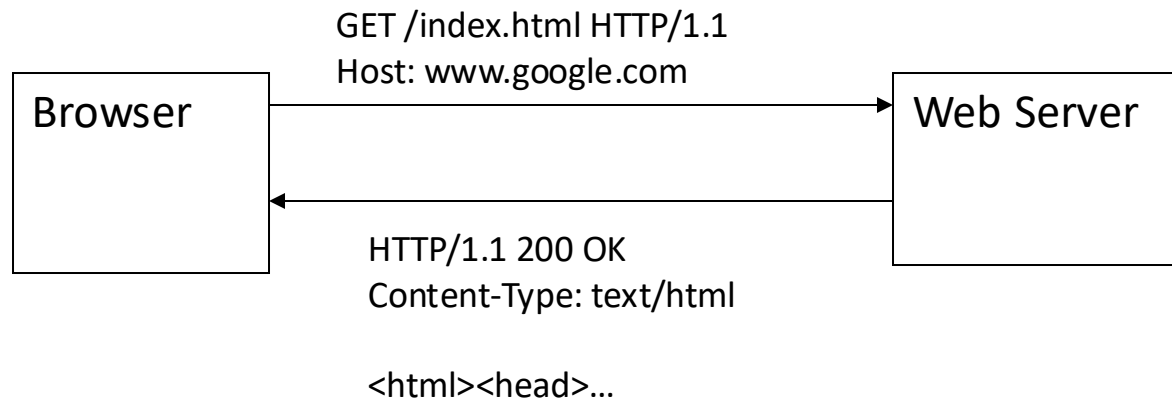 GET /index.html HTTP/1.1
Host: www.google.com
Browser
Web Server
HTTP/1.1 200 OK
Content-Type: text/html
<html><head>…